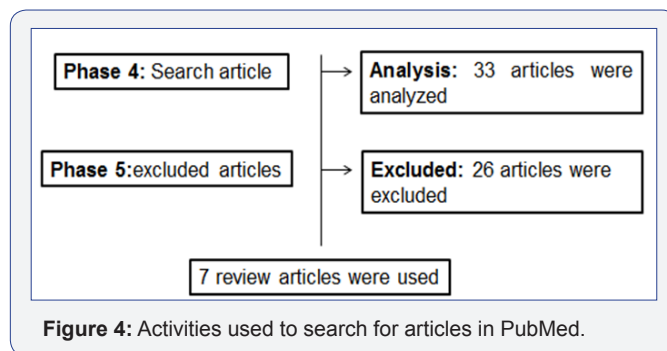 Phase 4: Search article
Analysis: 33 articles were
analyzed
Phase 5:excluded articles
Excluded: 26 articles were
excluded
7 review articles were used
Figure 4: Activities used to search for articles in PubMed.